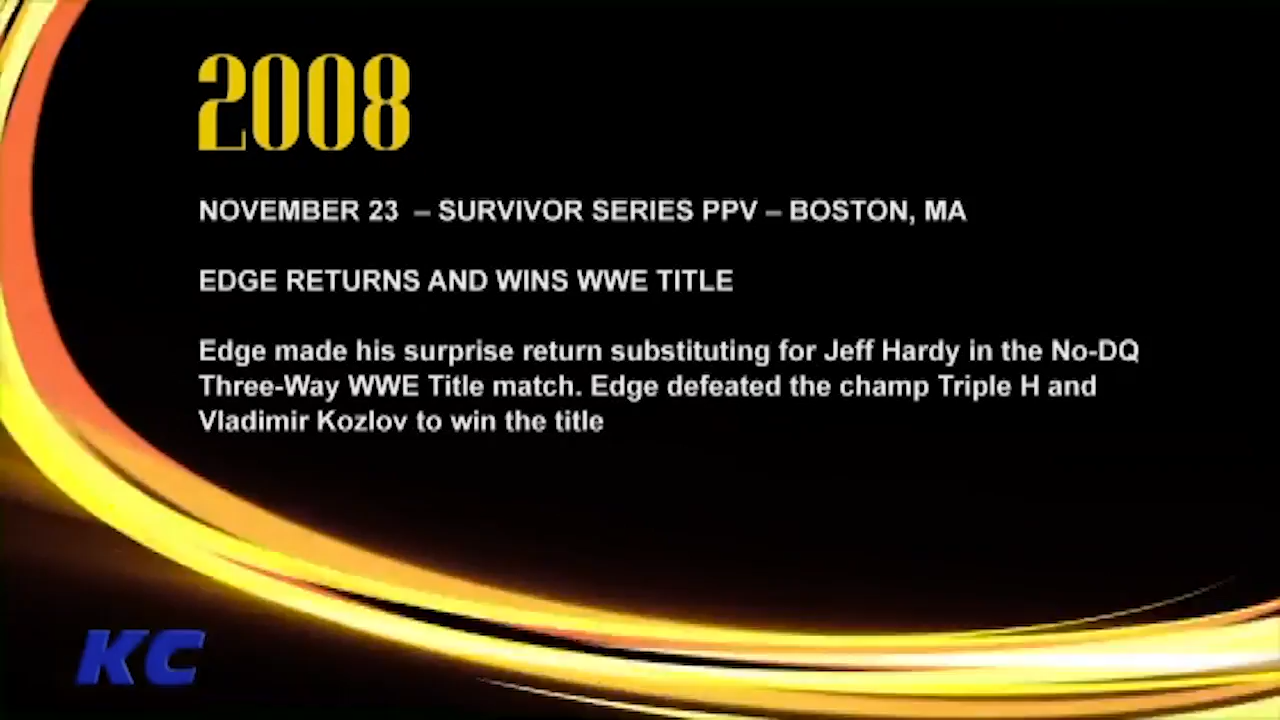 2008
NOVEMBER 23 – SURVIVOR SERIES PPV – BOSTON, MA
EDGE RETURNS AND WINS WWE TITLE
Edge made his surprise return substituting for Jeff Hardy in the No-DQ
Three-Way WWE Title match. Edge defeated the champ Triple H and
Vladimir Kozlov to win the title
KC